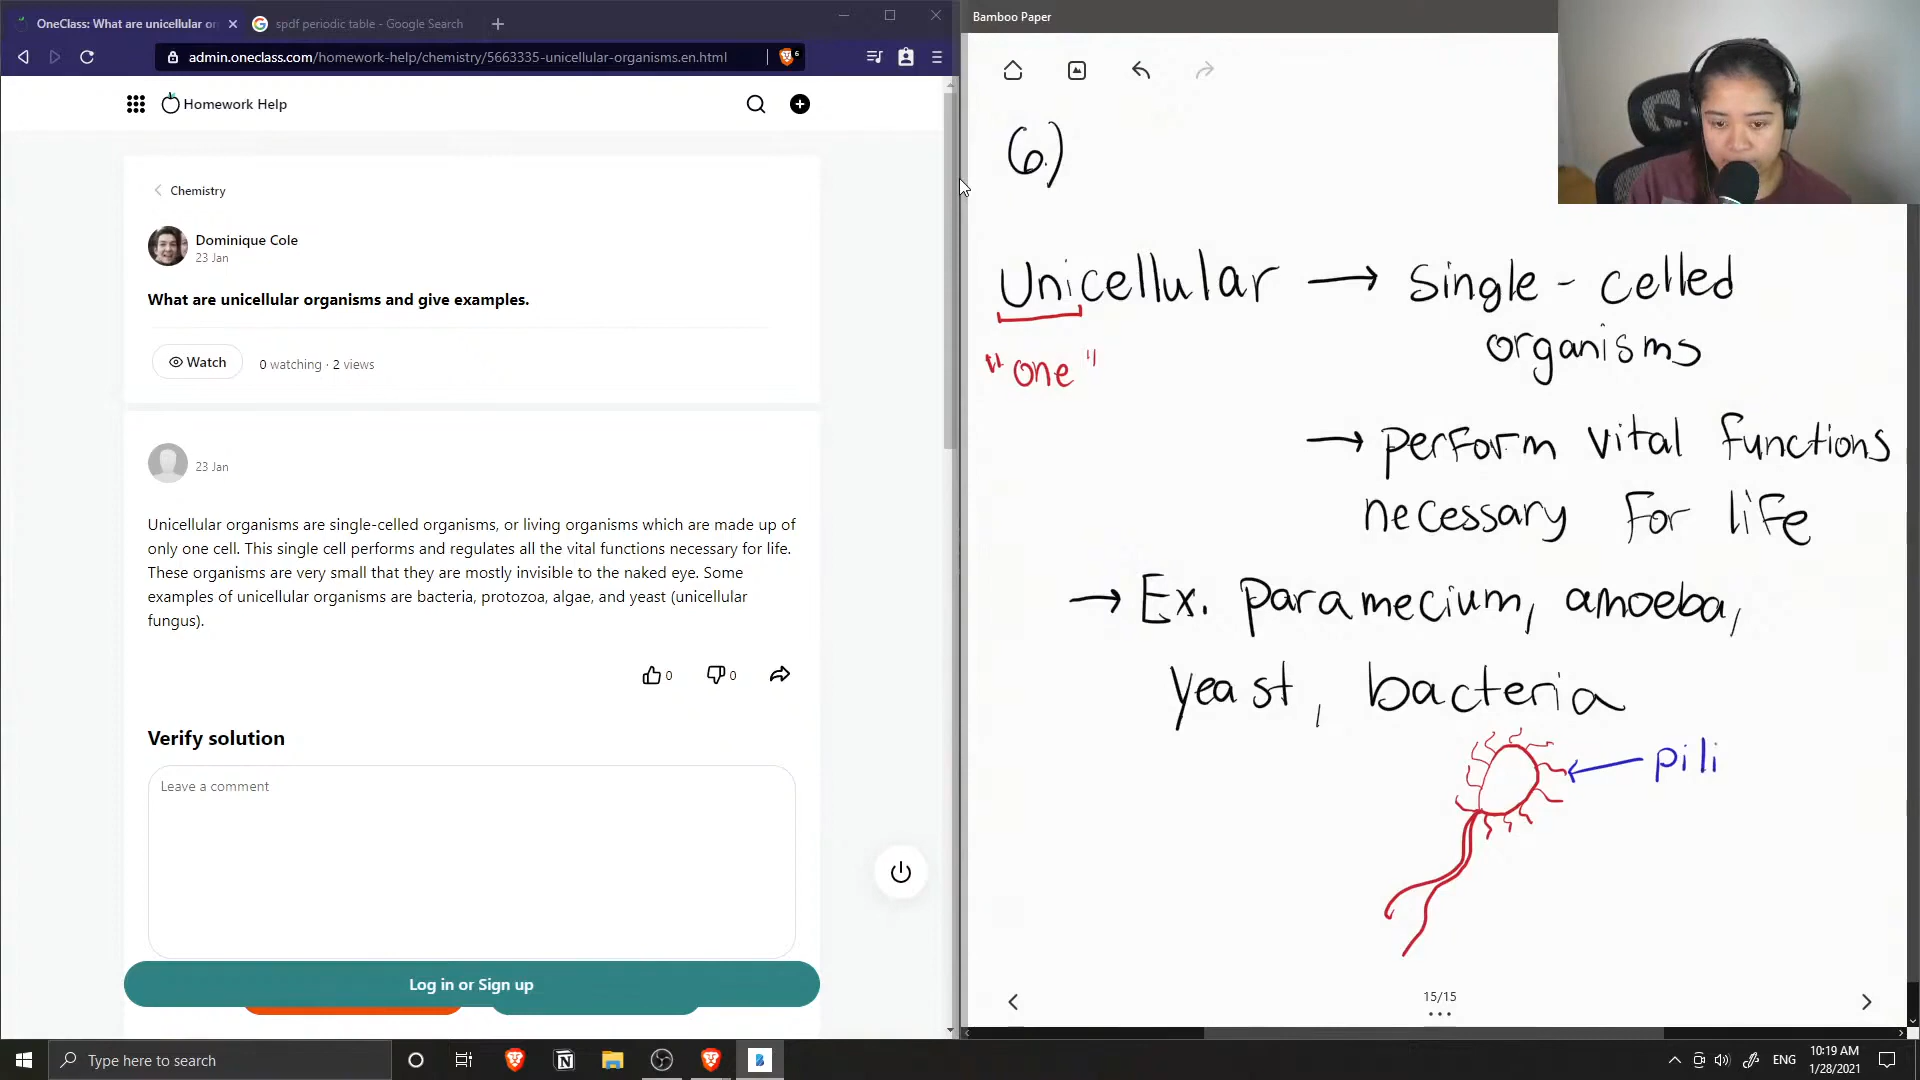 OneClass: What are unicellular or
spdf periodic table - Google Search
admin.oneclass.com/homework-help/chemistry/5663335-unicellular-organisms.en.html
6
Homework Help
Chemistry
Dominique Cole
23 Jan
What are unicellular organisms and give examples.
Watch
0 watching · 2 views
23 Jan
Unicellular organisms are single-celled organisms, or living organisms which are made up of
only one cell. This single cell performs and regulates all the vital functions necessary for life.
These organisms are very small that they are mostly invisible to the naked eye. Some
examples of unicellular organisms are bacteria, protozoa, algae, and yeast (unicellular
fungus).
0
0
Verify solution
Leave a comment
Log in or Sign up
Bamboo Paper
6.)
Unicellular → single - celled
organisms
"one"
→ perform vital functions
necessary for life
→ Ex. paramecium, amoeba,
yeast, bacteria
pili
15/15
Type here to search
ENG
10:19 AM
1/28/2021